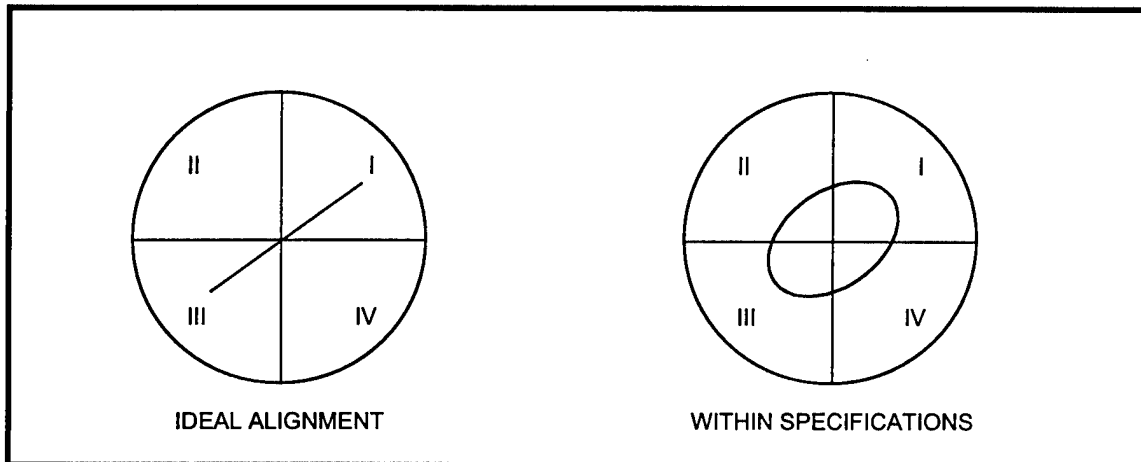 II
I
III
IV
IDEAL ALIGNMENT
II
I
III
IV
WITHIN SPECIFICATIONS